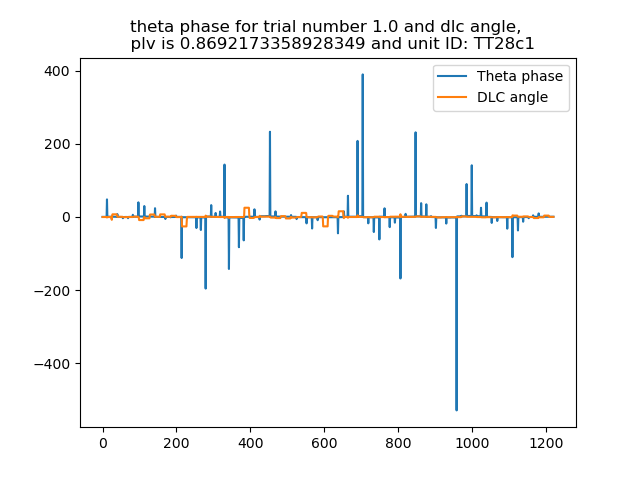 theta phase for trial number 1.0 and dlc angle,
plv is 0.8692173358928349 and unit ID: TT28c1
Theta phase
DLC angle
400
200
0
−200
−400
0 200 400 600 800 1000 1200